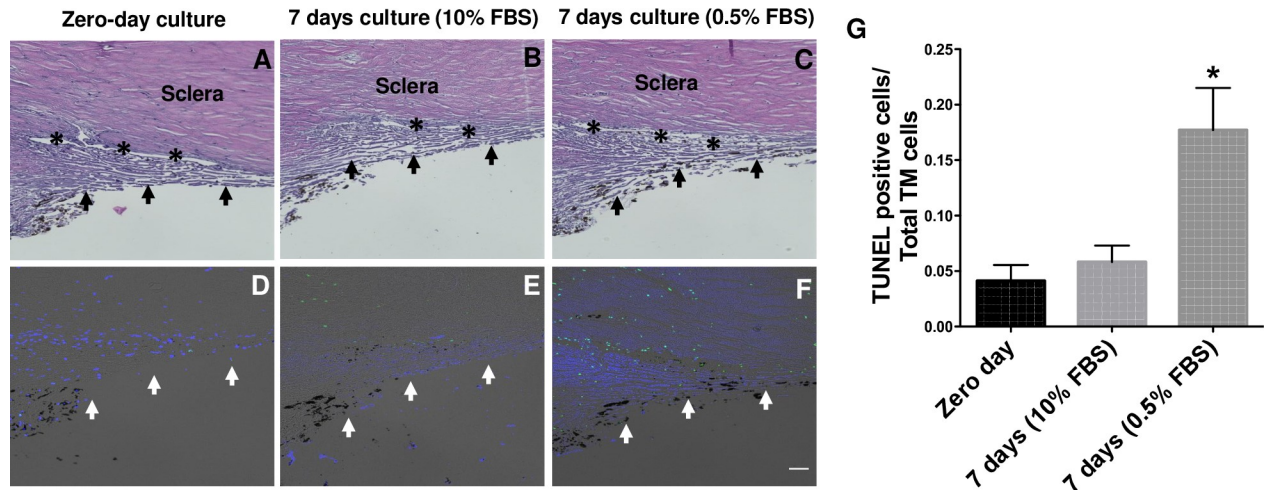 Zero-day culture
7 days culture (10% FBS)
7 days culture (0.5% FBS)
A
Sclera
*
*
*
B
Sclera
*
*
C
Sclera
*
*
*
D
E
F
G
TUNEL positive cells/
Total TM cells
0.25
0.20
0.15
0.10
0.05
0.00
*
Zero day
7 days (10% FBS)
7 days (0.5% FBS)